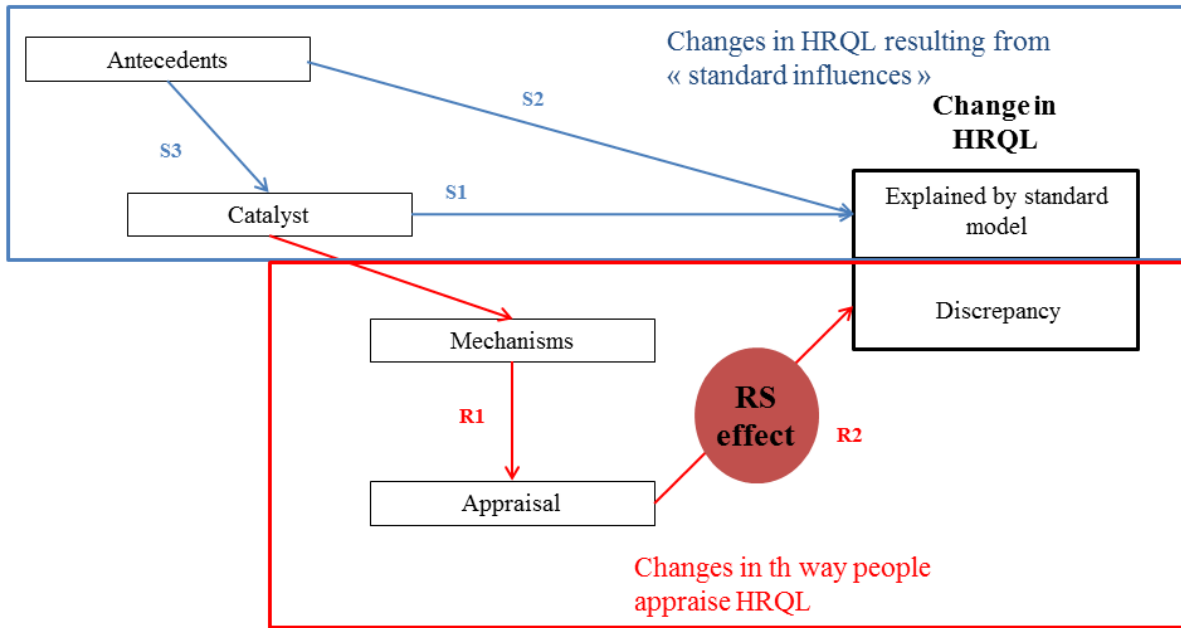 Antecedents
Changes in HRQL resulting from
« standard influences »
S2
Change in
HRQL
S3
S1
Catalyst
Explained by standard
model
Discrepancy
Mechanisms
RS
effect
R1
R2
Appraisal
Changes in th way people
appraise HRQL